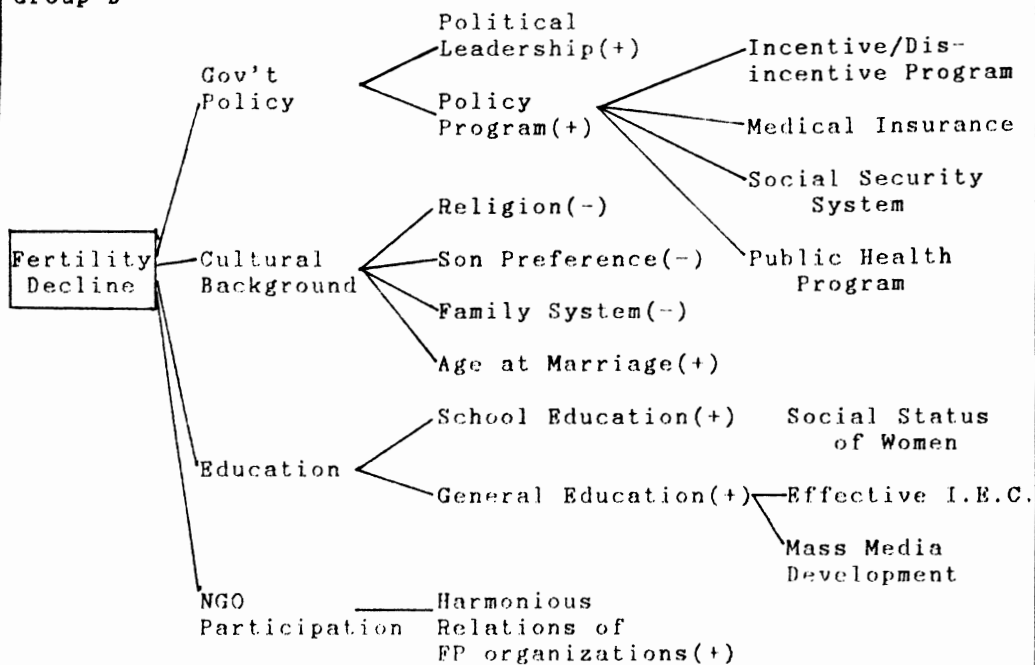 Group
Fertility
Decline
Gov't
Policy
Political
Leadership(+)
Policy
Program(+)
Incentive/Dis-
incentive Program
Medical Insurance
Social Security
System
Public Health
Program
Cultural
Background
Religion(-)
Son Preference(-)
Family System(-)
Age at Marriage(+)
Education
School Education(+)
Social Status
of Women
General Education(+)
Effective I.E.C.
Mass Media
Development
NGO
Participation
Harmonious
Relations of
FP organizations(+)